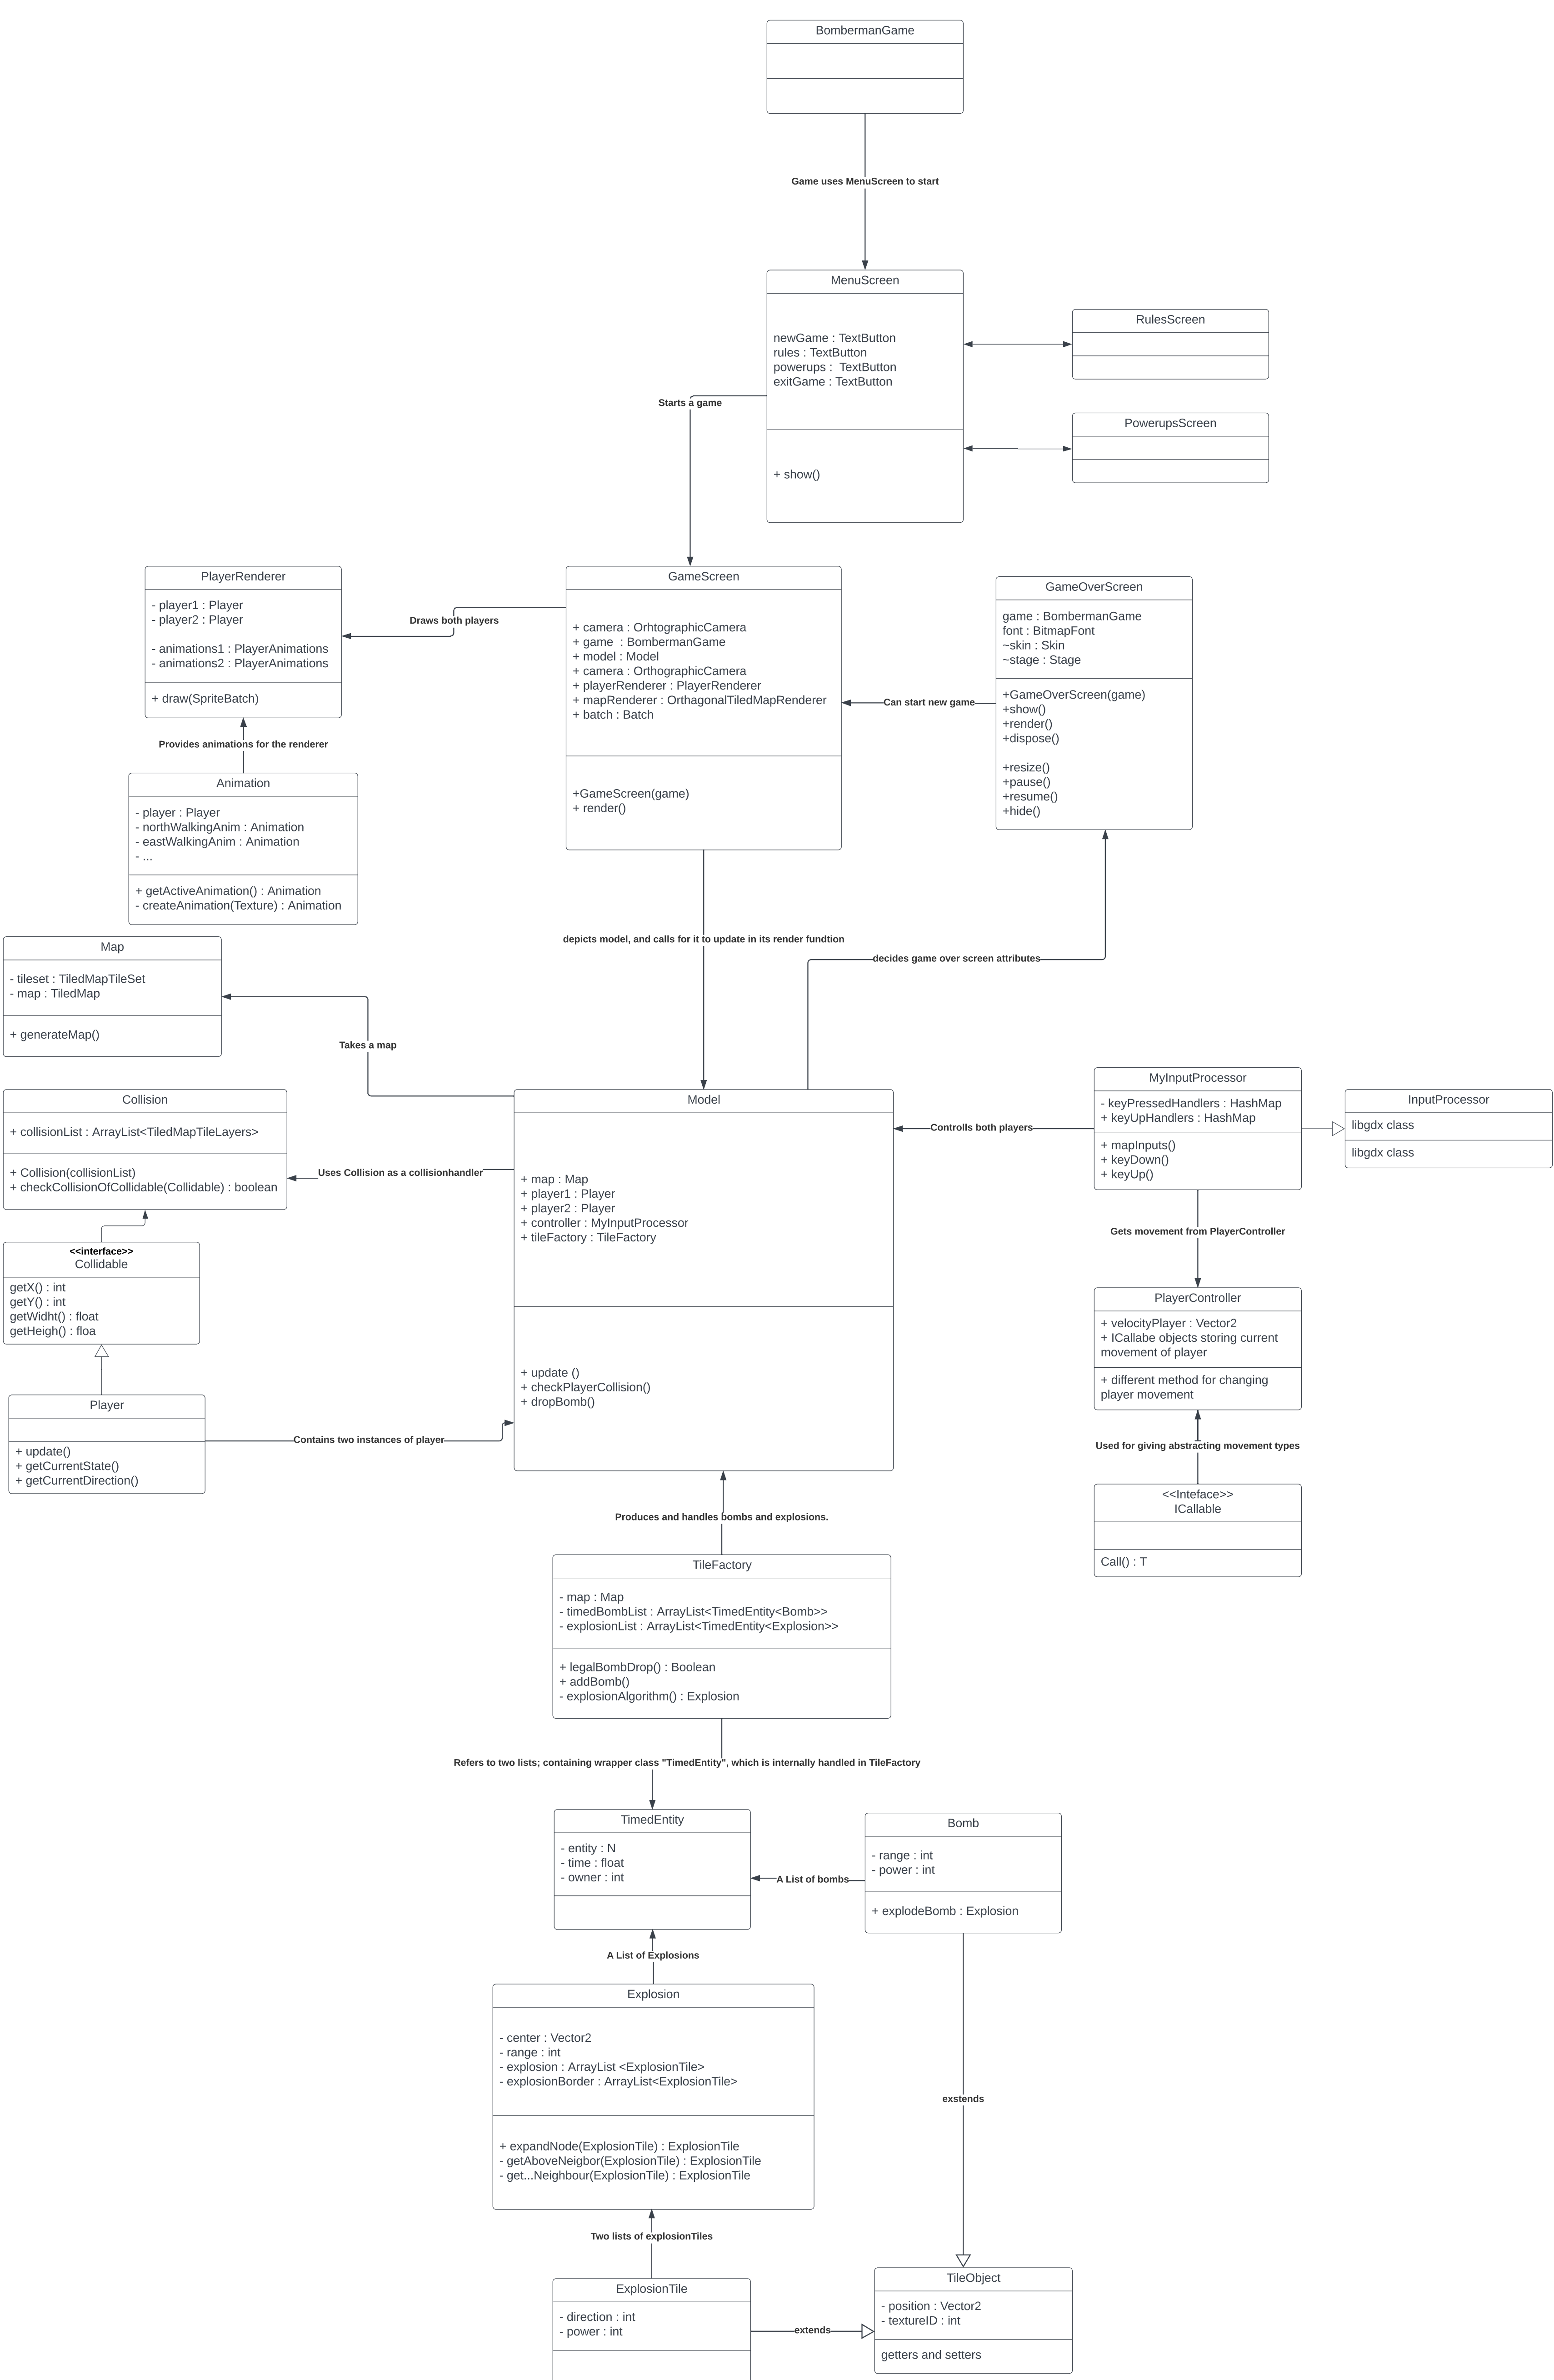 BombermanGame
Game uses MenuScreen to start
MenuScreen
newGame : TextButton
rules : TextButton
powerups :  TextButton
exitGame : TextButton
+ show()
RulesScreen
PowerupsScreen
Starts a game
PlayerRenderer
- player1 : Player
- player2 : Player
- animations1 : PlayerAnimations
- animations2 : PlayerAnimations
+ draw(SpriteBatch)
Draws both players
GameScreen
+ camera : OrhtographicCamera
+ game  : BombermanGame
+ model : Model
+ camera : OrthographicCamera
+ playerRenderer : PlayerRenderer
+ mapRenderer : OrthagonalTiledMapRenderer
+ batch : Batch
+GameScreen(game)
+ render()
Can start new game
GameOverScreen
game : BombermanGame
font : BitmapFont
~skin : Skin
~stage : Stage
+GameOverScreen(game)
+show()
+render()
+dispose()
+resize()
+pause()
+resume()
+hide()
Provides animations for the renderer
Animation
- player : Player
- northWalkingAnim : Animation
- eastWalkingAnim : Animation
- ...
+ getActiveAnimation() : Animation
- createAnimation(Texture) : Animation
depicts model, and calls for it to update in its render fundtion
decides game over screen attributes
Map
- tileset : TiledMapTileSet
- map : TiledMap
+ generateMap()
Takes a map
Collision
+ collisionList : ArrayList<TiledMapTileLayers>
+ Collision(collisionList)
+ checkCollisionOfCollidable(Collidable) : boolean
Uses Collision as a collisionhandler
Model
+ map : Map
+ player1 : Player
+ player2 : Player
+ controller : MyInputProcessor
+ tileFactory : TileFactory
+ update ()
+ checkPlayerCollision()
+ dropBomb()
Controlls both players
MyInputProcessor
- keyPressedHandlers : HashMap
+ keyUpHandlers : HashMap
+ mapInputs()
+ keyDown()
+ keyUp()
InputProcessor
libgdx class
libgdx class
<<interface>>
Collidable
getX() : int
getY() : int
getWidht() : float
getHeigh() : floa
Gets movement from PlayerController
PlayerController
+ velocityPlayer : Vector2
+ ICallabe objects storing current
movement of player
+ different method for changing
player movement
Player
+ update()
+ getCurrentState()
+ getCurrentDirection()
Contains two instances of player
Used for giving abstracting movement types
<<Inteface>>
ICallable
Call() : T
Produces and handles bombs and explosions.
TileFactory
- map : Map
- timedBombList : ArrayList<TimedEntity<Bomb>>
- explosionList : ArrayList<TimedEntity<Explosion>>
+ legalBombDrop() : Boolean
+ addBomb()
- explosionAlgorithm() : Explosion
Refers to two lists; containing wrapper class "TimedEntity", which is internally handled in TileFactory
TimedEntity
- entity : N
- time : float
- owner : int
A List of bombs
Bomb
- range : int
- power : int
+ explodeBomb : Explosion
A List of Explosions
Explosion
- center : Vector2
- range : int
- explosion : ArrayList <ExplosionTile>
- explosionBorder : ArrayList<ExplosionTile>
+ expandNode(ExplosionTile) : ExplosionTile
- getAboveNeigbor(ExplosionTile) : ExplosionTile
- get...Neighbour(ExplosionTile) : ExplosionTile
exstends
Two lists of explosionTiles
ExplosionTile
- direction : int
- power : int
extends
TileObject
- position : Vector2
- textureID : int
getters and setters